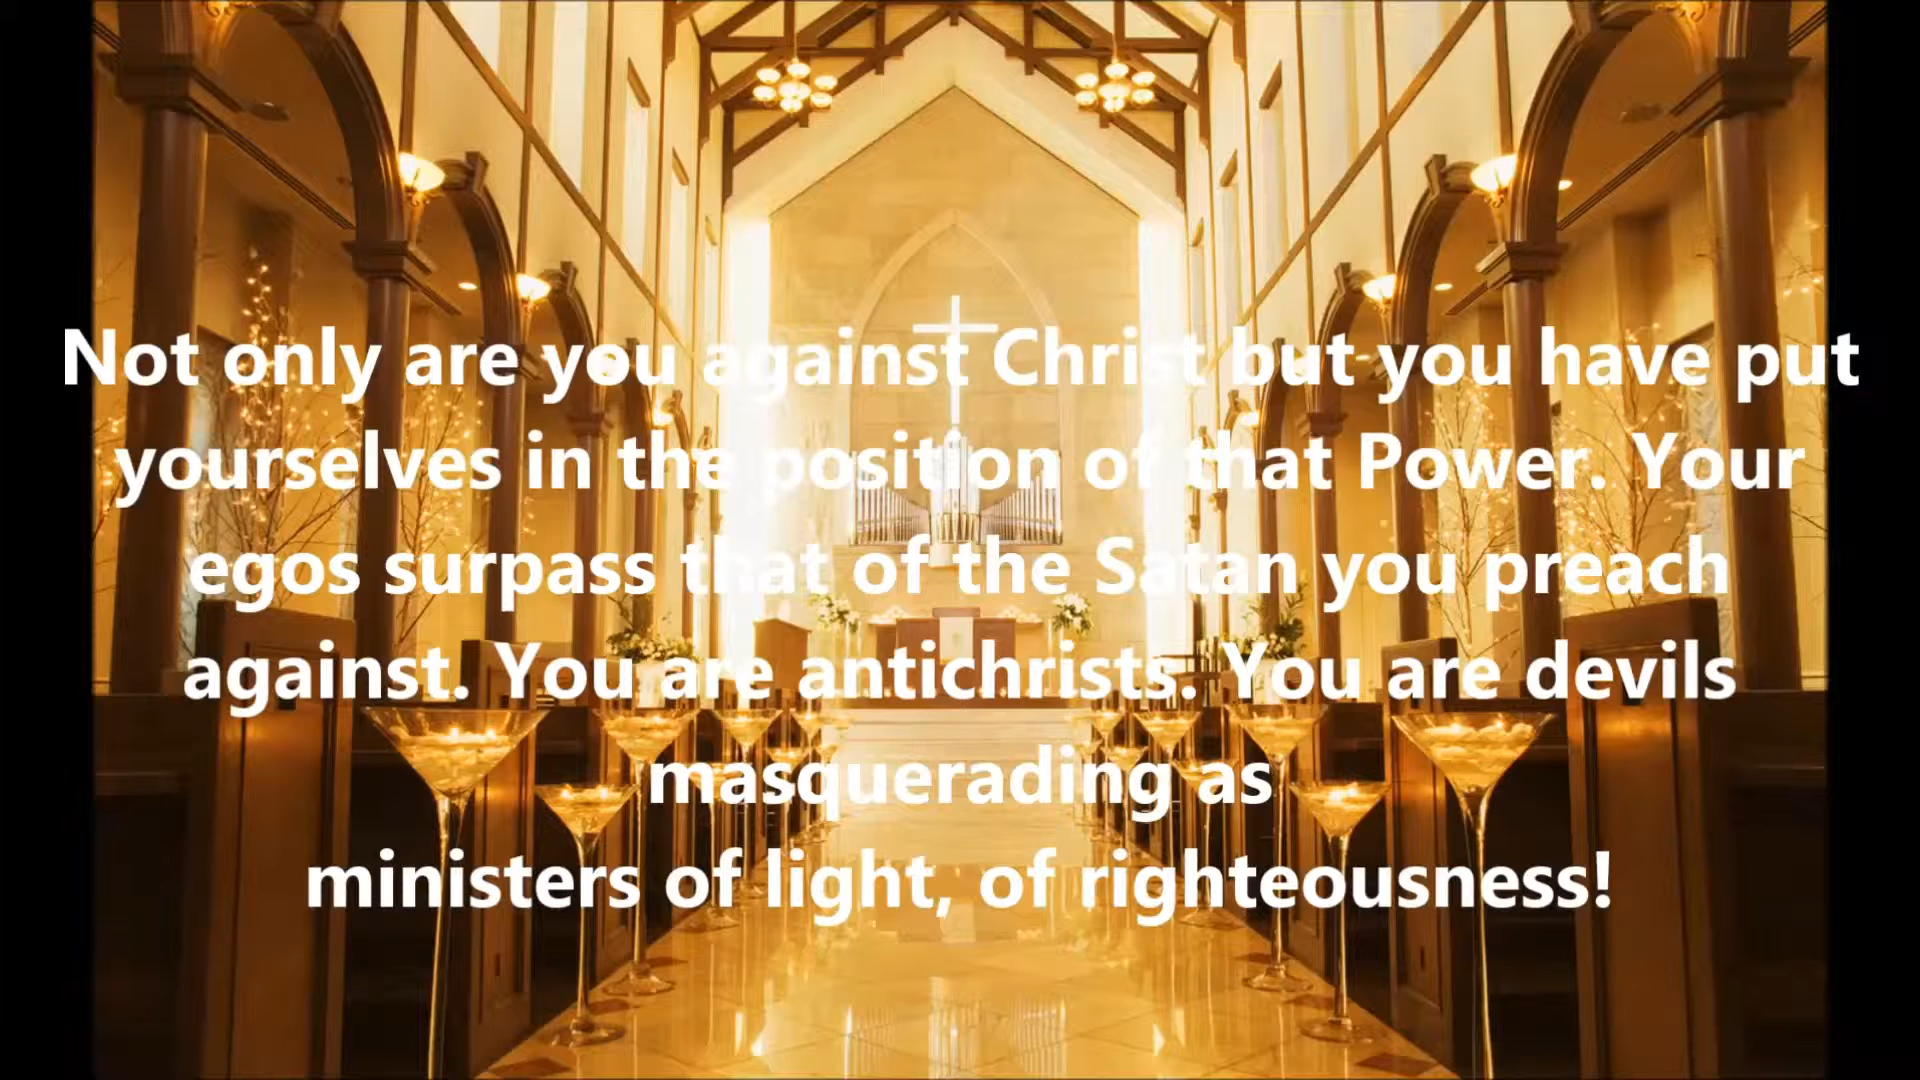 Not only are you against Christ but you have put
yourselves in the position of that Power. Your
egos surpass that of the Satan you preach
against. You are antichrists. You are devils
masquerading as
ministers of light, of righteousness!